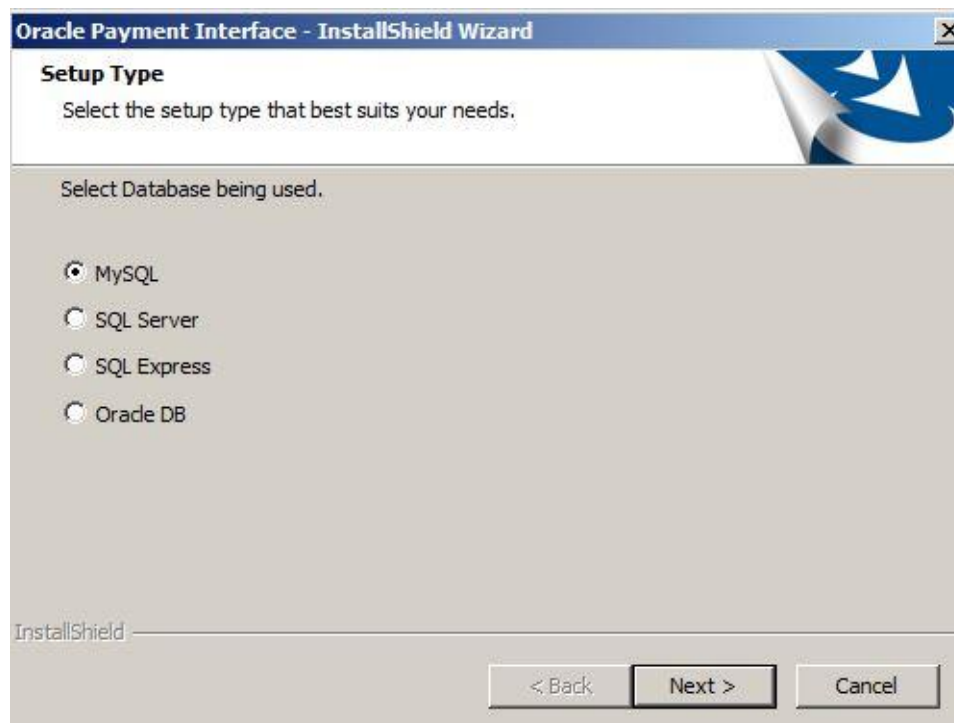 Oracle Payment Interface - InstallShield Wizard
Setup Type
Select the setup type that best suits your needs.
Select Database being used.
MySQL
SQL Server
SQL Express
Oracle DB
InstallShield
< Back
Next >
Cancel